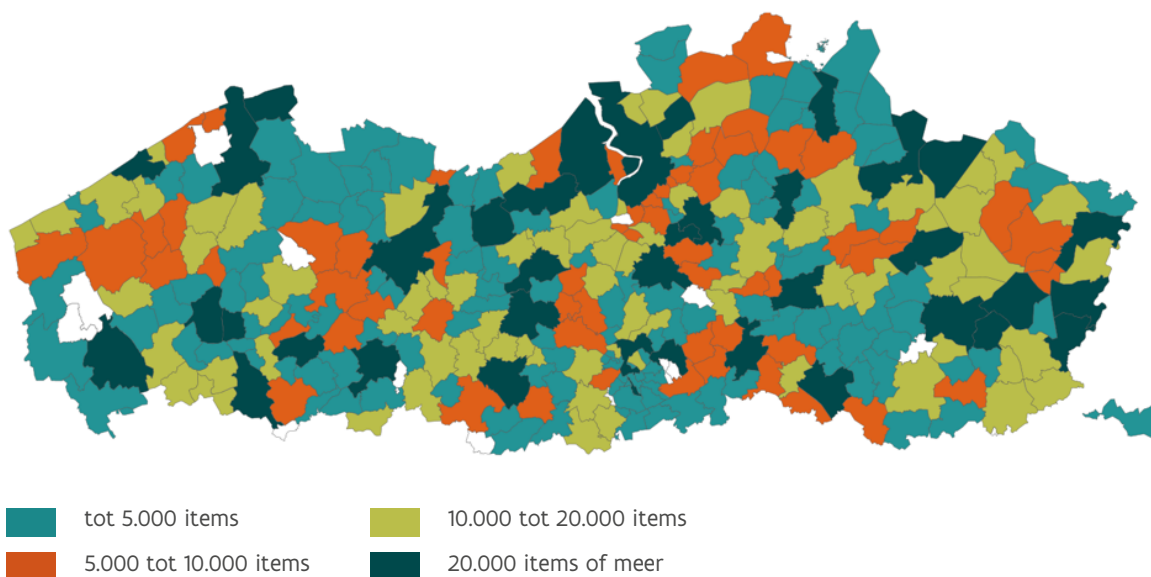 tot 5.000 items
10.000 tot 20.000 items
5.000 tot 10.000 items
20.000 items of meer